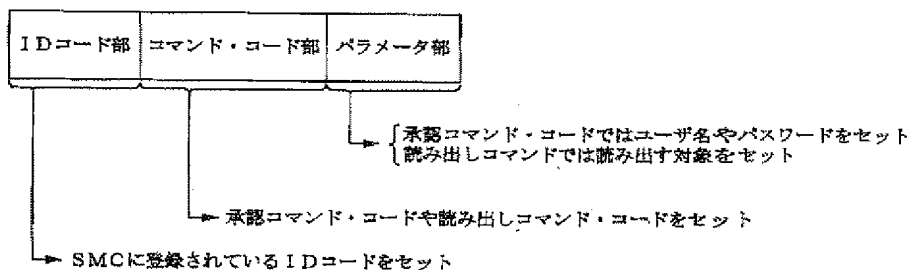 IDコード部 コマンド・コード部 パラメータ部
承認コマンド・コードではユーザ名やパスワードをセット
読み出しコマンドでは読み出す対象をセット
承認コマンド・コードや読み出しコマンド・コードをセット
SMCに登録されているIDコードをセット